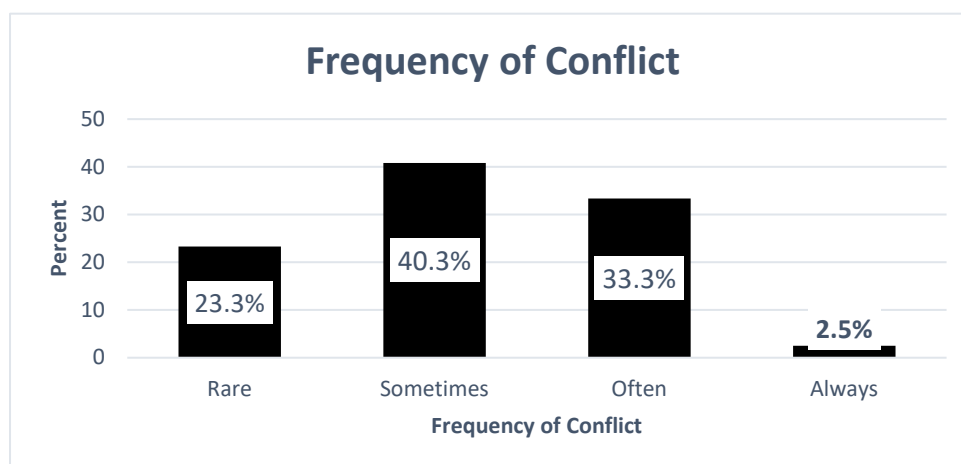 Frequency of Conflict
50
40
30
20
10
0
Percent
23.3%
40.3%
33.3%
2.5%
Rare Sometimes Often Always
Frequency of Conflict